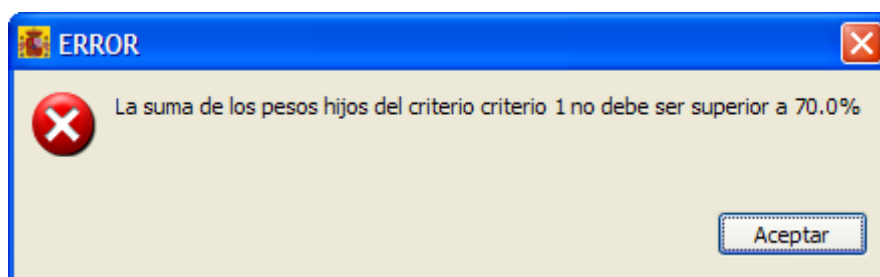 ERROR
La suma de los pesos hijos del criterio criterio 1 no debe ser superior a 70.0%
Aceptar